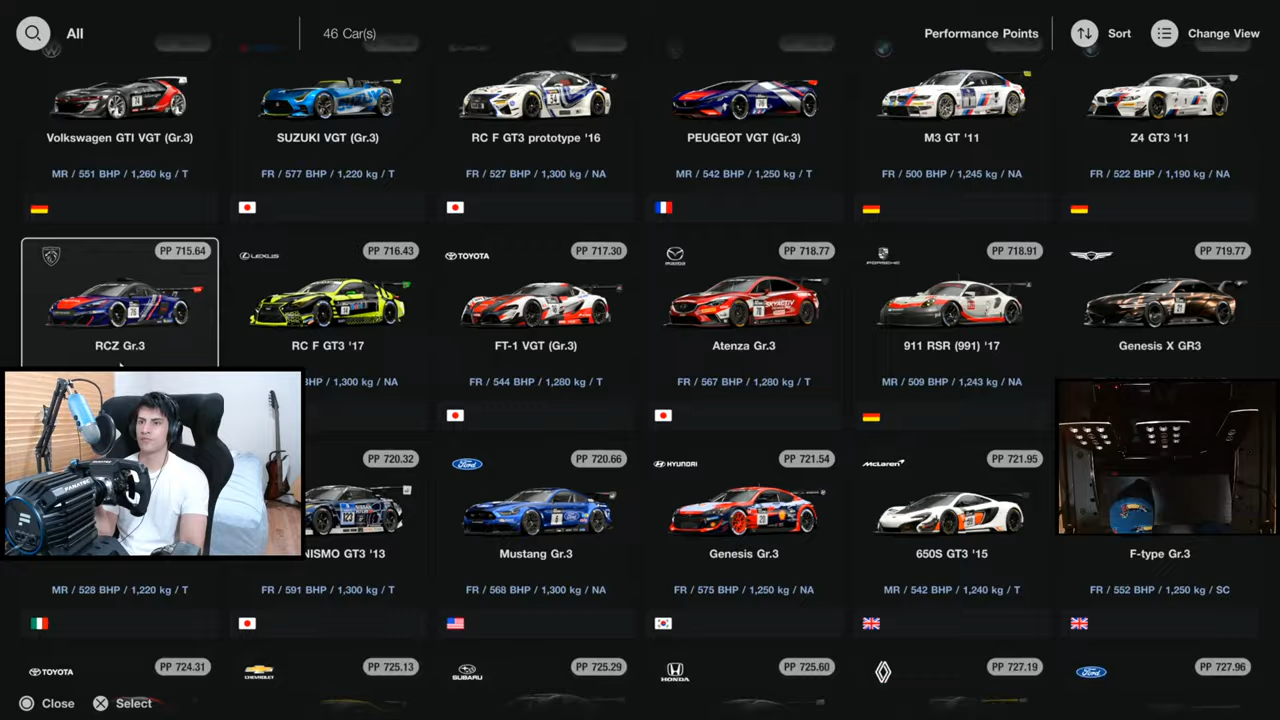 All
46 Car(s)
Performance Points
Sort
Change View
Volkswagen GTI VGT (Gr.3)
SUZUKI VGT (Gr.3)
RC F GT3 prototype '16
PEUGEOT VGT (Gr.3)
M3 GT '11
Z4 GT3 '11
MR / 551 BHP / 1,260 kg / T
FR / 577 BHP / 1,220 kg / T
FR / 527 BHP / 1,300 kg / NA
MR / 542 BHP / 1,250 kg / T
FR / 500 BHP / 1,245 kg / NA
FR / 522 BHP / 1,190 kg / NA
PP 715.64
LEXUS
PP 716.43
TOYOTA
PP 717.30
mazda
PP 718.77
PORSCHE
PP 718.91
PP 719.77
RCZ Gr.3
RC F GT3 '17
FT-1 VGT (Gr.3)
Atenza Gr.3
911 RSR (991) '17
Genesis X GR3
BHP / 1,300 kg / NA
FR / 544 BHP / 1,280 kg / T
FR / 567 BHP / 1,280 kg / T
MR / 509 BHP / 1,243 kg / NA
PP 720.32
Ford
PP 720.66
HYUNDAI
PP 721.54
McLaren
PP 721.95
FANATEC
NISMO GT3 '13
Mustang Gr.3
Genesis Gr.3
650S GT3 '15
F-type Gr.3
MR / 528 BHP / 1,220 kg / T
FR / 591 BHP / 1,300 kg / T
FR / 568 BHP / 1,300 kg / NA
FR / 575 BHP / 1,250 kg / NA
MR / 542 BHP / 1,240 kg / T
FR / 552 BHP / 1,250 kg / SC
TOYOTA
PP 724.31
CHEVROLET
PP 725.13
SUBARU
PP 725.29
HONDA
PP 725.60
PP 727.19
Ford
PP 727.96
Close
Select